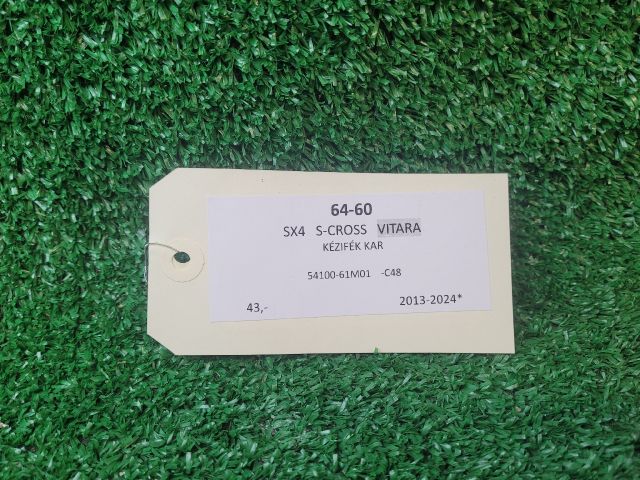 64-60
SX4 S-CROSS VITARA
KÉZIFÉK KAR
54100-61M01 -C48
43,- 2013-2024*